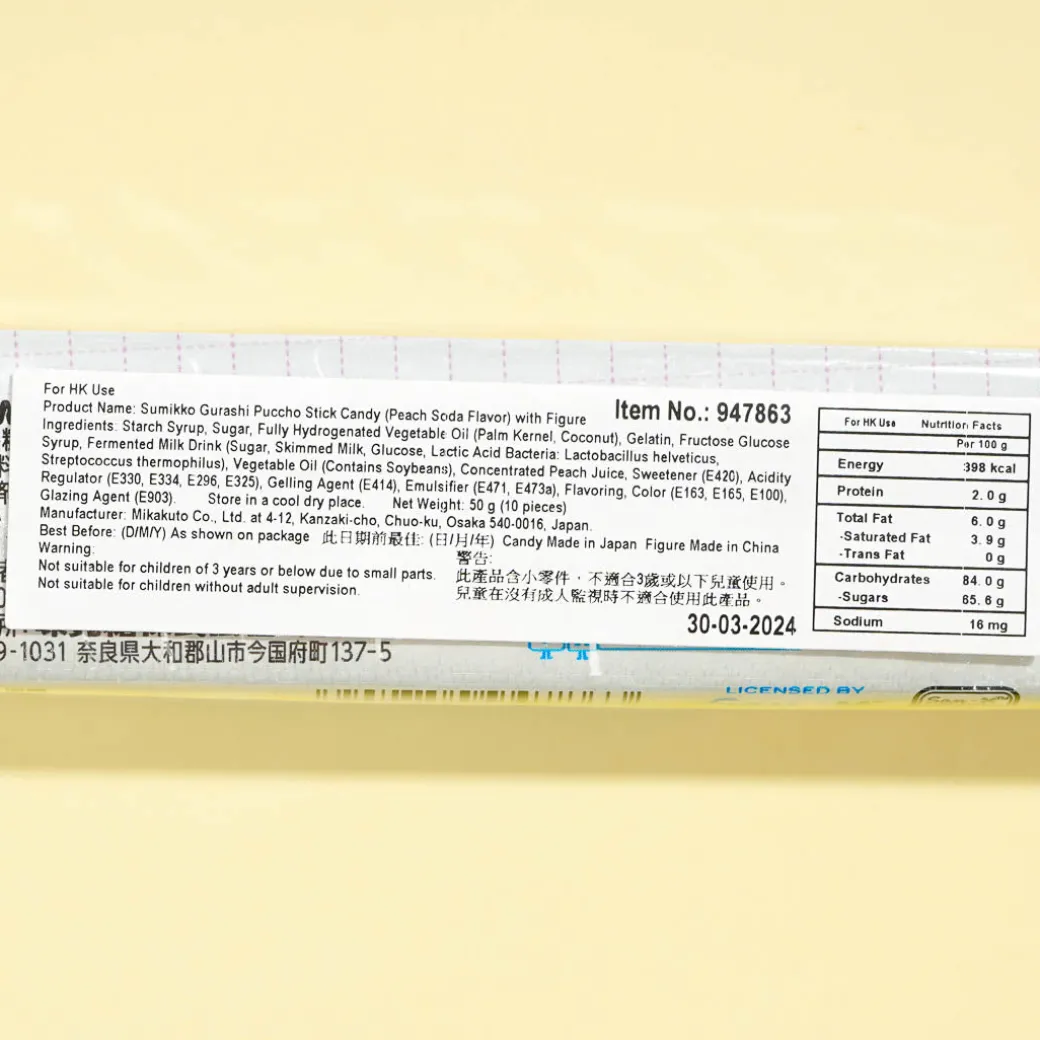 For HK Use
Product Name: Sumikko Gurashi Puccho Stick Candy (Peach Soda Flavor) with Figure
Item No.: 947863
Ingredients: Starch Syrup, Sugar, Fully Hydrogenated Vegetable Oil (Palm Kernel, Coconut), Gelatin, Fructose Glucose
Syrup, Fermented Milk Drink (Sugar, Skimmed Milk, Glucose, Lactic Acid Bacteria: Lactobacillus helveticus,
Streptococcus thermophilus), Vegetable Oil (Contains Soybeans), Concentrated Peach Juice, Sweetener (E420), Acidity
Regulator (E330, E334, E296, E325), Gelling Agent (E414), Emulsifier (E471, E473a), Flavoring, Color (E163, E165, E100),
Glazing Agent (E903). Store in a cool dry place. Net Weight: 50 g (10 pieces)
Manufacturer: Mikakuto Co., Ltd. at 4-12, Kanzaki-cho, Chuo-ku, Osaka 540-0016, Japan.
Best Before: (D/M/Y) As shown on package 此日期前最佳: (日/月/年) Candy Made in Japan Figure Made in China
Warning:
Not suitable for children of 3 years or below due to small parts.
Not suitable for children without adult supervision.
警告:
此產品含小零件，不適合3歲或以下兒童使用。
兒童在沒有成人監視時不適合使用此產品。
30-03-2024
For HK Use Nutrition Facts
Per 100 g
Energy 398 kcal
Protein 2.0 g
Total Fat 6.0 g
-Saturated Fat 3.9 g
-Trans Fat 0 g
Carbohydrates 84.0 g
-Sugars 65.6 g
Sodium 16 mg
9-1031 奈良県大和郡山市今国府町137-5
LICENSED BY